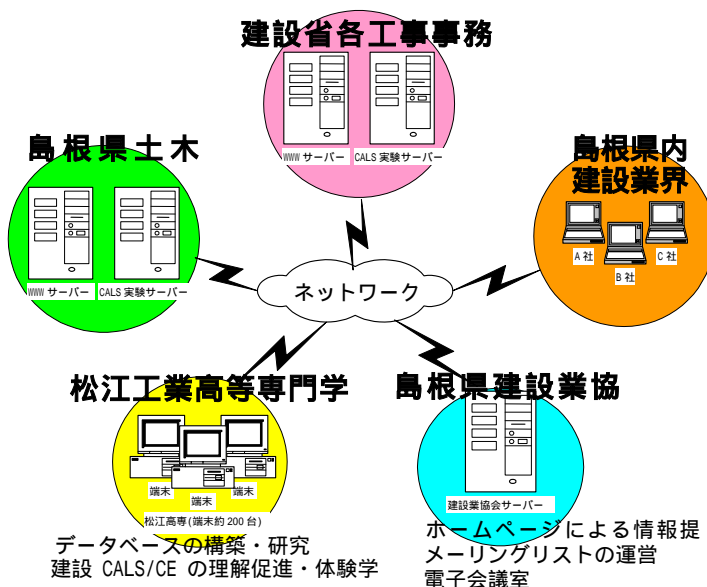 建設省各工事事務
WWW サーバー
CALS 実験サーバー
島根県土木
WWW サーバー
CALS 実験サーバー
島根県内
建設業界
A 社
B 社
C 社
ネットワーク
松江工業高等専門学
端末
端末
端末
松江高専(端末約 200 台)
データベースの構築・研究
建設 CALS/CE の理解促進・体験学
島根県建設業協
建設業協会サーバー
ホームページによる情報提
メーリングリストの運営
電子会議室